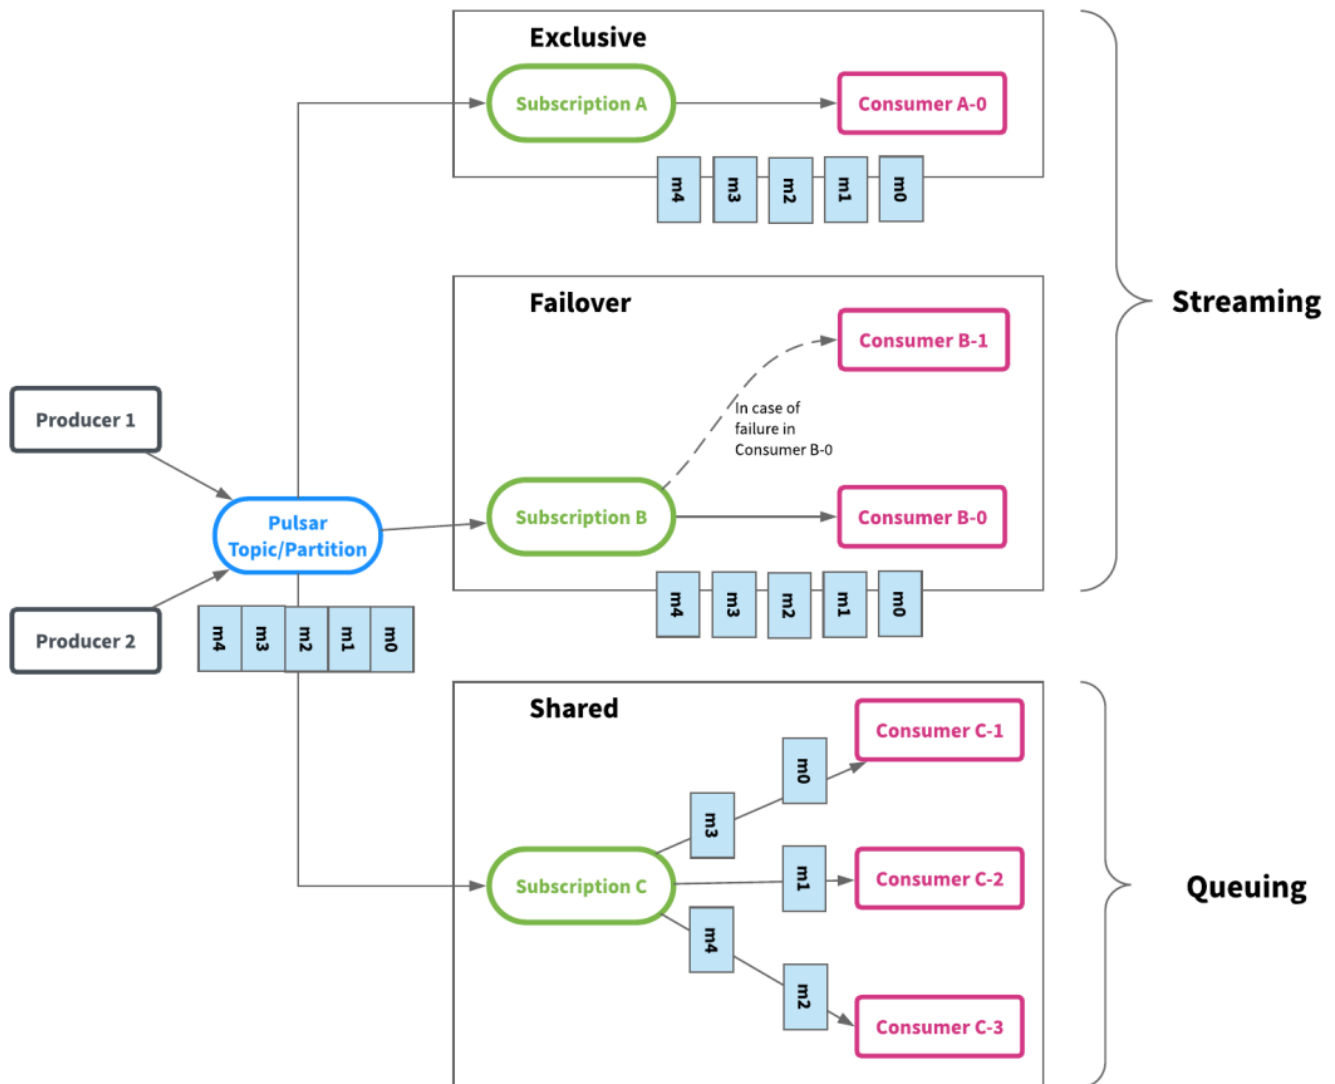 Exclusive
Subscription A
Consumer A-0
m4
m3
m2
m1
m0
Streaming
Failover
Consumer B-1
In case of
failure in
Consumer B-0
Subscription B
Consumer B-0
m4
m3
m2
m1
m0
Producer 1
Pulsar
Topic/Partition
Producer 2
m4
m3
m2
m1
m0
Shared
Consumer C-1
m0
m3
Subscription C
m1
Consumer C-2
m4
m2
Consumer C-3
Queuing